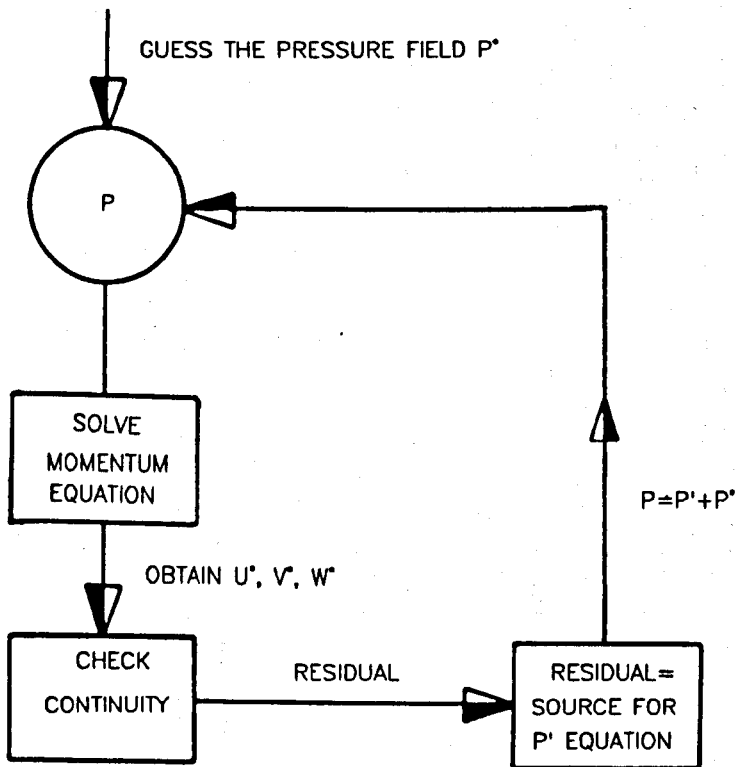 GUESS THE PRESSURE FIELD P*
P
SOLVE
MOMENTUM
EQUATION
P=P'+P*
OBTAIN U*, V*, W*
CHECK
CONTINUITY
RESIDUAL
RESIDUAL=
SOURCE FOR
P' EQUATION